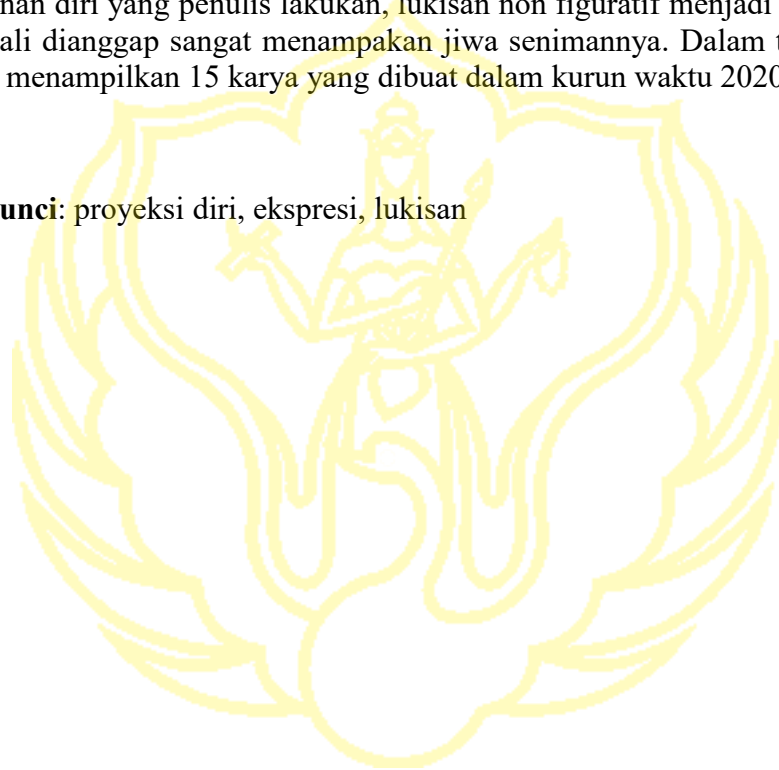 nan diri yang penulis lakukan, lukisan non figuratif menjadi
ali dianggap sangat menampakan jiwa senimannya. Dalam t
menampilkan 15 karya yang dibuat dalam kurun waktu 2020
unci: proyeksi diri, ekspresi, lukisan